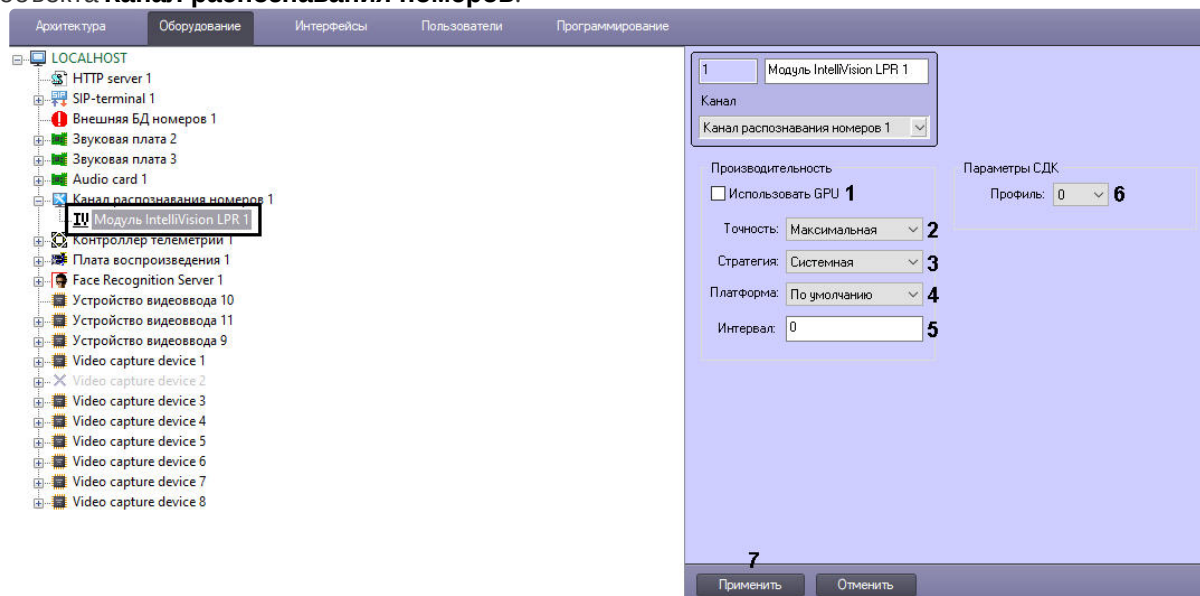 объекта Канал распознавания номеров.
Архитектура Оборудование Интерфейсы Пользователи Программирование
LOCALHOST
HTTP server 1
SIP-terminal 1
Внешняя БД номеров 1
Звуковая плата 2
Звуковая плата 3
Audio card 1
Канал распознавания номеров 1
IV Модуль IntelliVision LPR 1
Контроллер телеметрии 1
Плата воспроизведения 1
Face Recognition Server 1
Устройство видеоввода 10
Устройство видеоввода 11
Устройство видеоввода 9
Video capture device 1
Video capture device 2
Video capture device 3
Video capture device 4
Video capture device 5
Video capture device 6
Video capture device 7
Video capture device 8
1 Модуль IntelliVision LPR 1
Канал
Канал распознавания номеров 1
Производительность
Использовать GPU 1
Точность: Максимальная 2
Стратегия: Системная 3
Платформа: По умолчанию 4
Интервал: 0 5
Параметры СДК
Профиль: 0 6
7
Применить Отменить